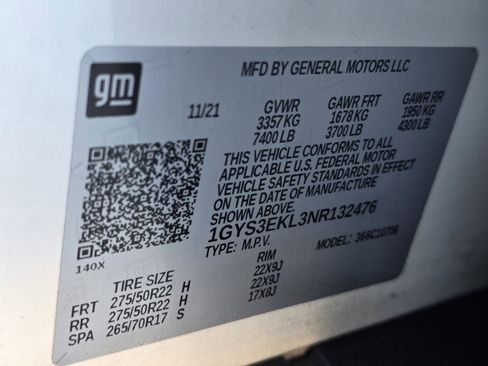 gm
MFD BY GENERAL MOTORS LLC
11/21 GVWR GAWR FRT GAWR RR
3357 KG 1678 KG 1950 KG
7400 LB 3700 LB 4300 LB
THIS VEHICLE CONFORMS TO ALL
APPLICABLE U.S. FEDERAL MOTOR
VEHICLE SAFETY STANDARDS IN EFFECT
ON THE DATE OF MANUFACTURE
SHOWN ABOVE.
1GYS3EKL3NR132476
TYPE: M.P.V. MODEL: 366C10706
140X
TIRE SIZE RIM
FRT 275/50R22 H 22X9J
RR 275/50R22 H 22X9J
SPA 265/70R17 S 17X8J